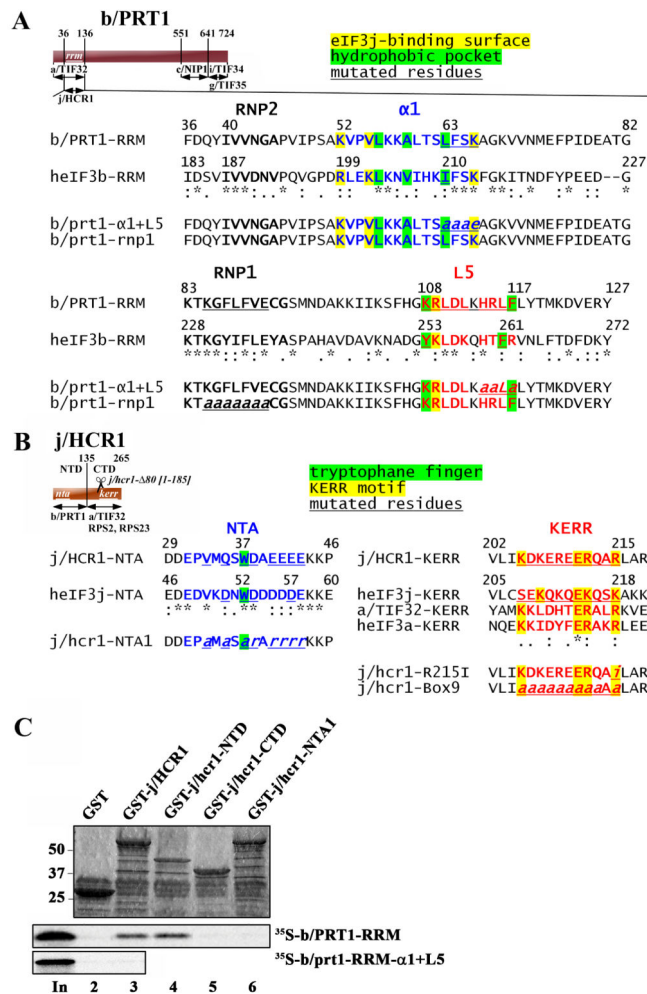 A
b/PRT1
36 136 551 641 724
rrm
a/TIF32 c/NIP1 i/TIF34
j/HCR1 g/TIF35
eIF3j-binding surface
hydrophobic pocket
mutated residues
RNP2 α1
36 40 52 63 82
b/PRT1-RRM FDQYIVVNGAPVIPSAKVPVLKKALTSLFSKAGKVVNMEFPIDEATG
183 187 199 210 227
heIF3b-RRM IDSVIVVDNVPQVGPDRLEKLKNVIHKIFSKFGKITNDFYPEED--G
b/prt1-α1+L5 FDQYIVVNGAPVIPSAKVPVLKKALTSaaaeAGKVVNMEFPIDEATG
b/prt1-rnp1 FDQYIVVNGAPVIPSAKVPVLKKALTSLFSKAGKVVNMEFPIDEATG
RNP1 L5
83 108 117 127
b/PRT1-RRM KTKGFLFVECGSMNDAKKIIKSFHGKRLDLKHRLFLYTMKDVERY
228 253 261 272
heIF3b-RRM KTKGYIFLEYASPAHAVDAVKNADGYKLDKQHTFRVNLFTDFDKY
b/prt1-α1+L5 KTKGFLFVECGSMNDAKKIIKSFHGKRLDLKaaLaLYTMKDVERY
b/prt1-rnp1 KTaaaaaaaCGSMNDAKKIIKSFHGKRLDLKHRLFLYTMKDVERY
B
j/HCR1
135 265
NTD CTD
j/hcr1-Δ80 [1-185]
nta kerr
b/PRT1 a/TIF32
RPS2, RPS23
tryptophane finger
KERR motif
mutated residues
NTA
29 37 46
j/HCR1-NTA DDEPVMQSWDAEEEEKKP
46 52 57 60
heIF3j-NTA EDEDVKDNWDDDDDEKKE
j/hcr1-NTA1 DDEPaMaSarArrrrKKP
KERR
202 215
j/HCR1-KERR VLIKDKEREERQARLAR
205 218
heIF3j-KERR VLCSEKQKQEKQSKLAR
a/TIF32-KERR YAMKKLDHTERALRKVE
heIF3a-KERR NQEKKIDYFERAKRLEE
j/hcr1-R215I VLIKDKEREERQAiLAR
j/hcr1-Box9 VLIaaaaaaaaaAaLAR
C
GST GST-j/HCR1 GST-j/hcr1-NTD GST-j/hcr1-CTD GST-j/hcr1-NTA1
50
37
25
³⁵S-b/PRT1-RRM
³⁵S-b/prt1-RRM-α1+L5
In 2 3 4 5 6